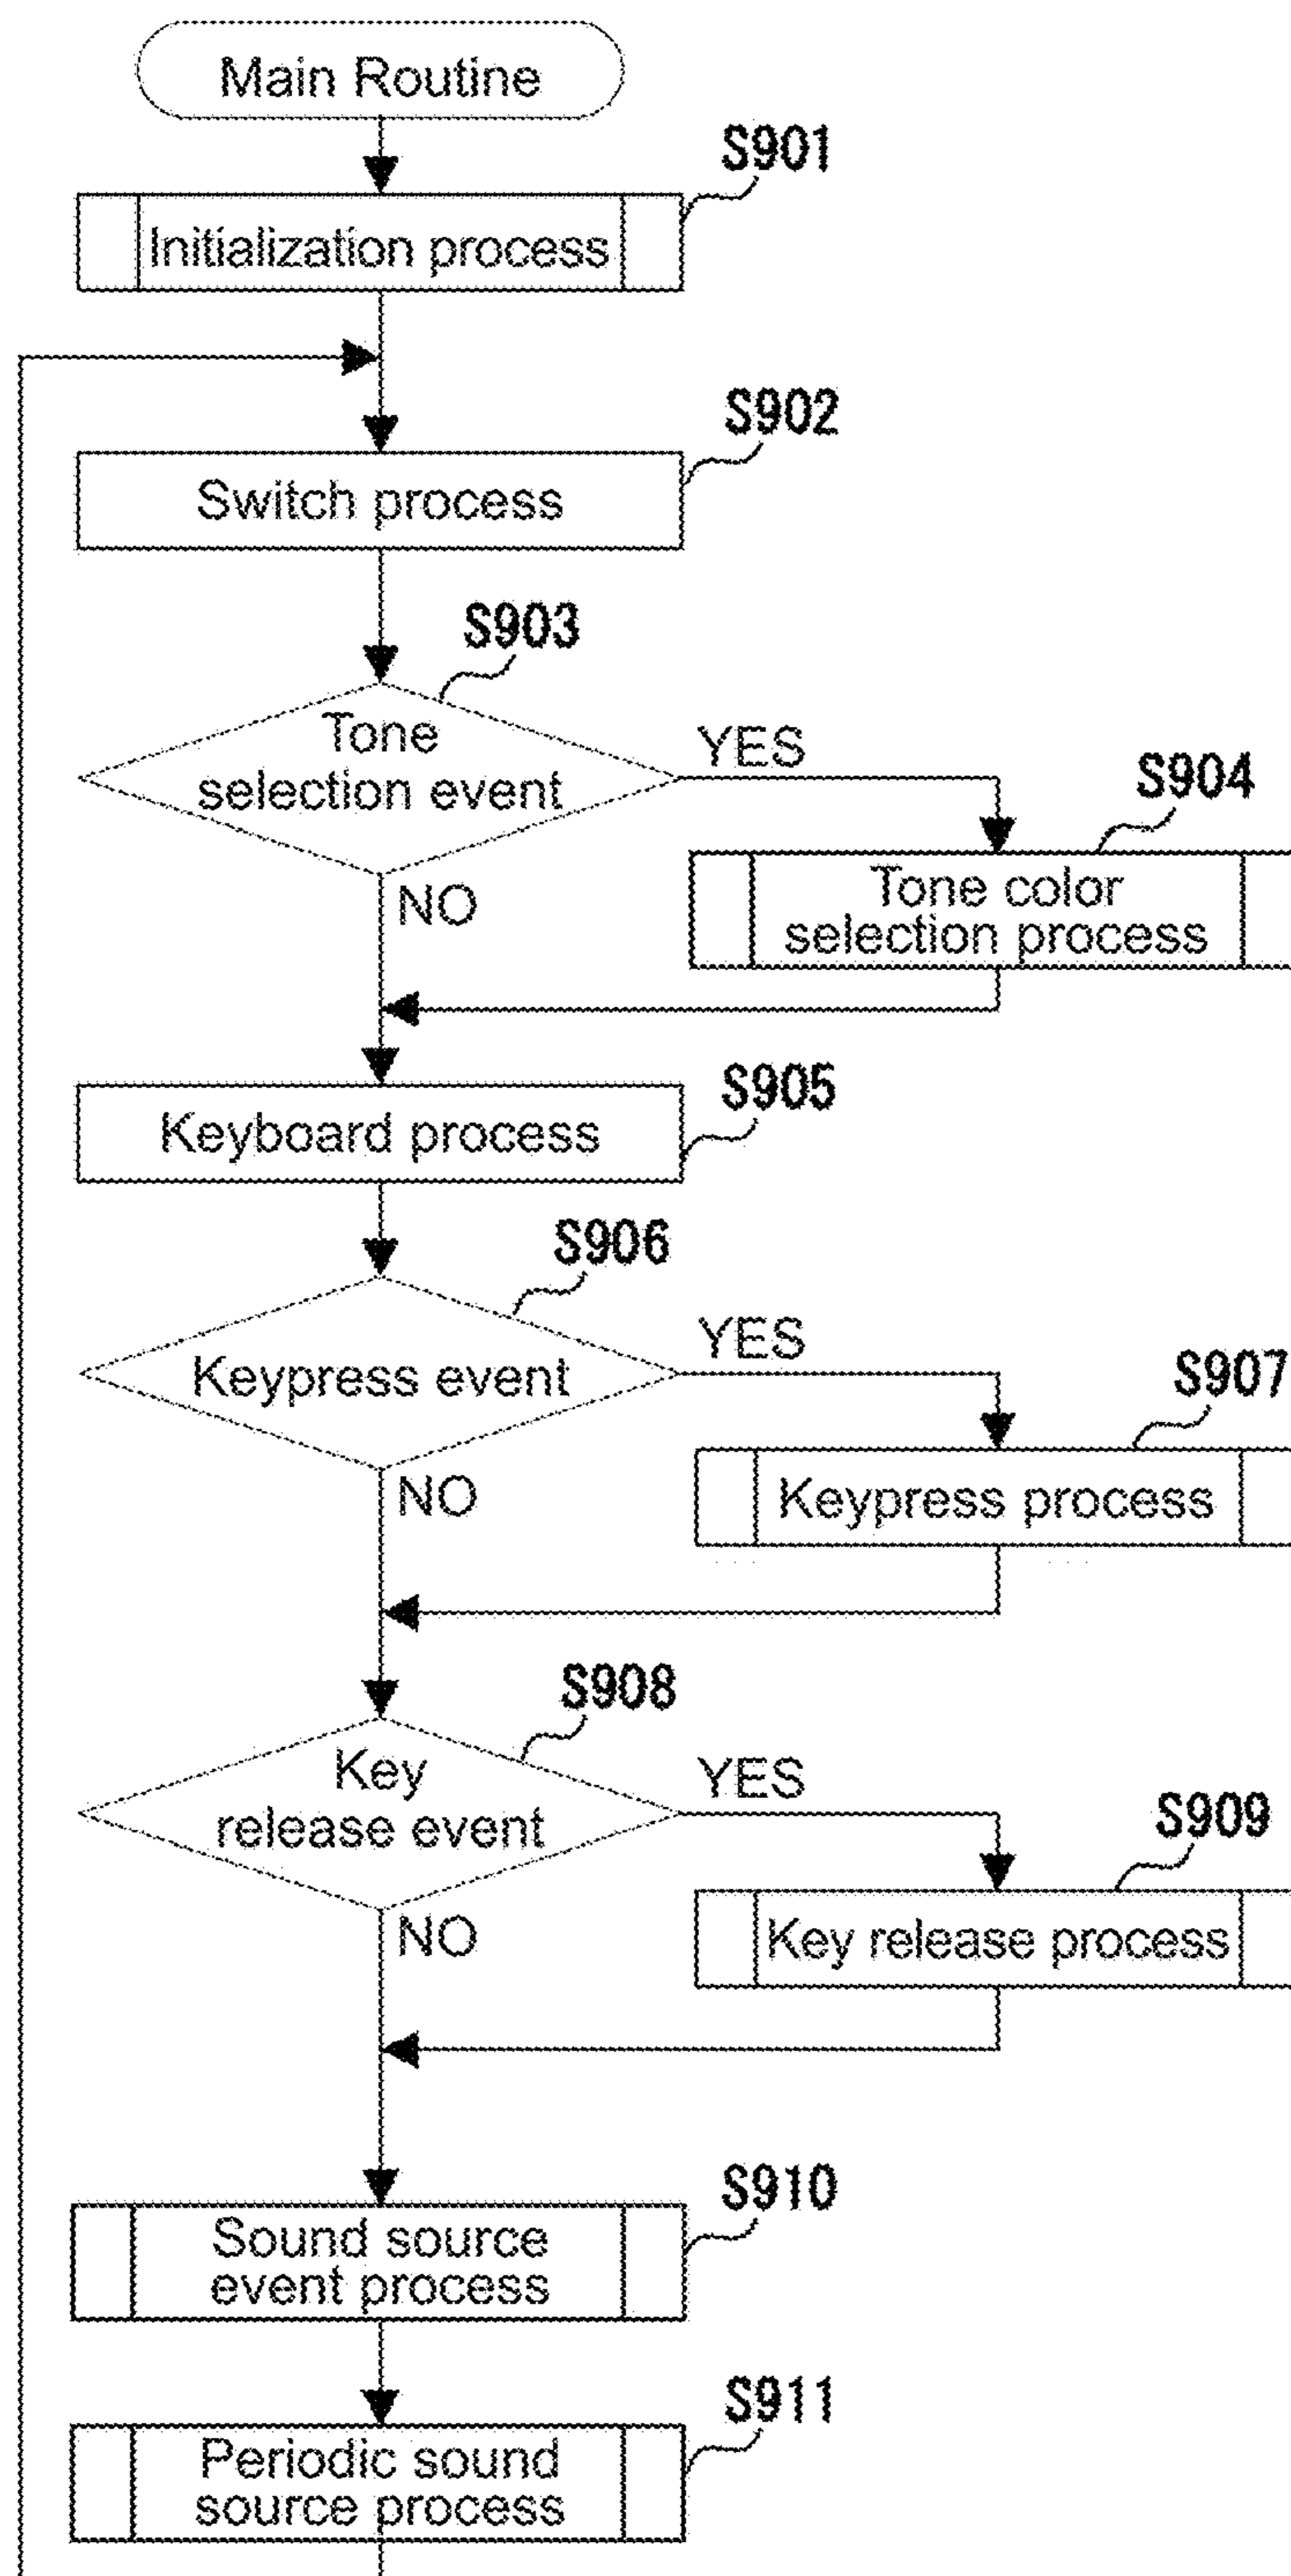 Main Routine
S901
Initialization process
S902
Switch process
S903
Tone
selection event
YES
S904
Tone color
selection process
NO
S905
Keyboard process
S906
Keypress event
YES
S907
Keypress process
NO
S908
Key
release event
YES
S909
Key release process
NO
S910
Sound source
event process
S911
Periodic sound
source process